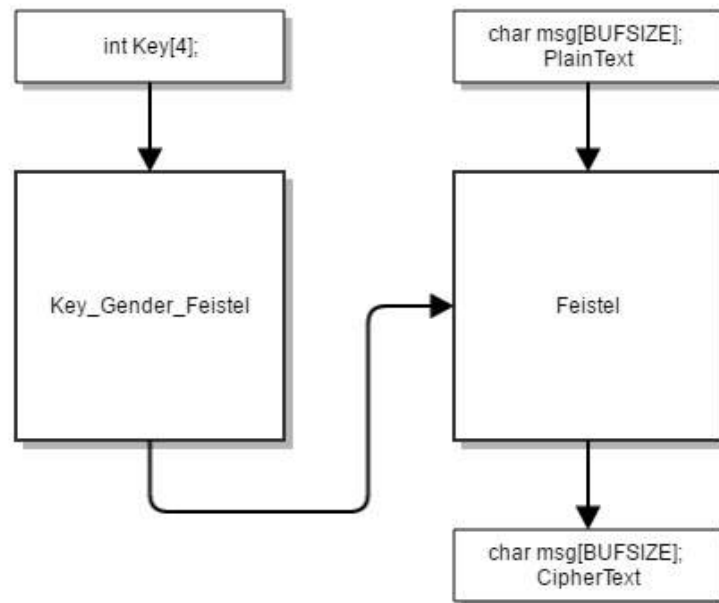 int Key[4];
char msg[BUFSIZE];
PlainText
Key_Gender_Feistel
Feistel
char msg[BUFSIZE];
CipherText